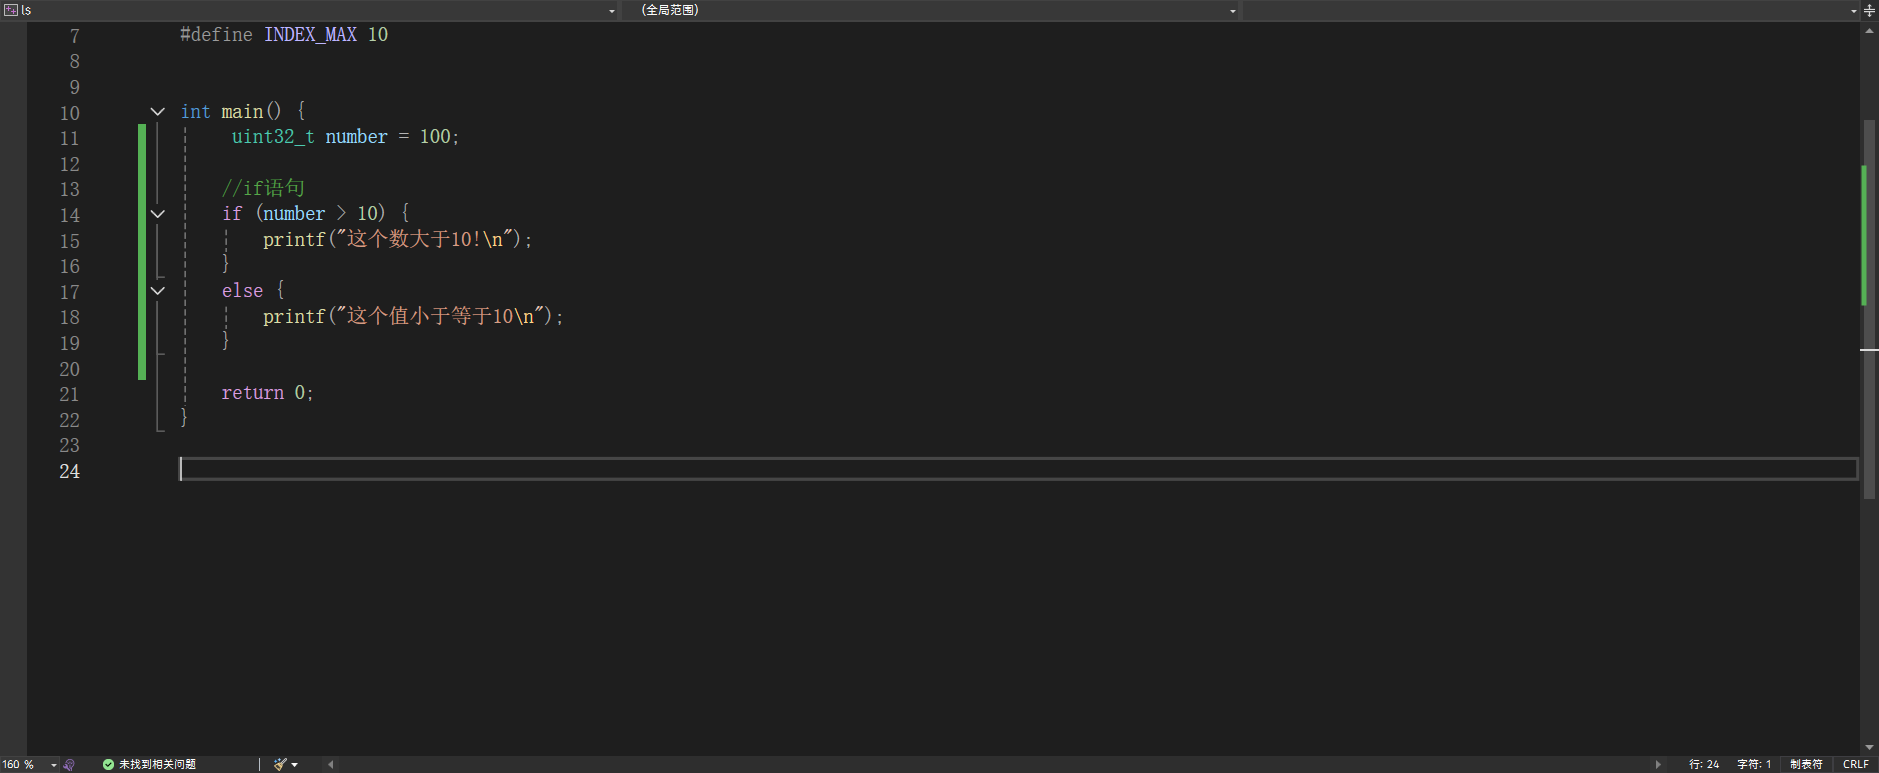 ls (全局范围)
7 #define INDEX_MAX 10
8
9
10 int main() {
11 uint32_t number = 100;
12
13 //if语句
14 if (number > 10) {
15 printf("这个数大于10!\n");
16 }
17 else {
18 printf("这个值小于等于10\n");
19 }
20
21 return 0;
22 }
23
24
160 % 未找到相关问题 行: 24 字符: 1 制表符 CRLF